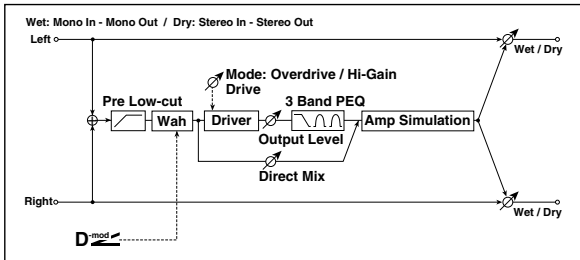 Wet: Mono In - Mono Out / Dry: Stereo In - Stereo Out
Left
Wet / Dry
Mode: Overdrive / Hi-Gain
Drive
Pre Low-cut
3 Band PEQ
Wah
Driver
Amp Simulation
Output Level
Direct Mix
Right
Wet / Dry
D-mod